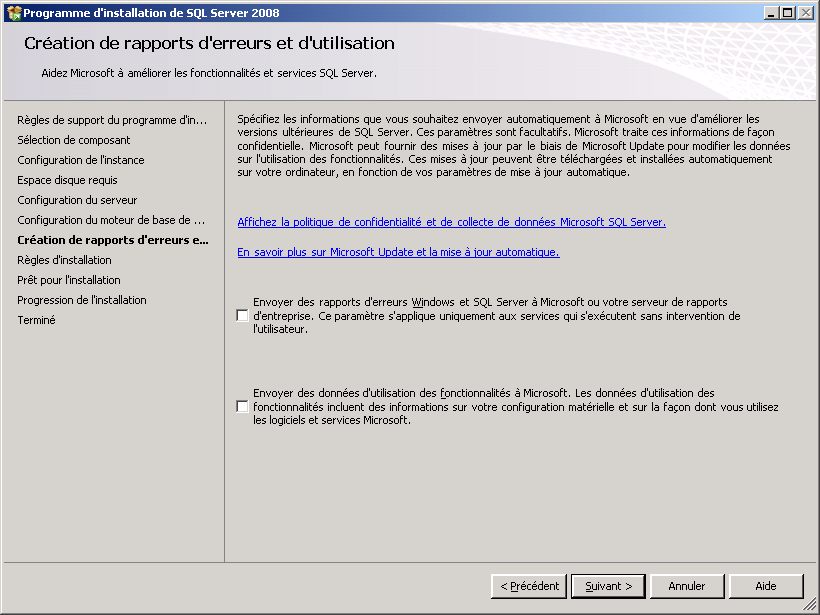 Programme d'installation de SQL Server 2008
Création de rapports d'erreurs et d'utilisation
Aidez Microsoft à améliorer les fonctionnalités et services SQL Server.
Règles de support du programme d'in...
Sélection de composant
Configuration de l'instance
Espace disque requis
Configuration du serveur
Configuration du moteur de base de ...
Création de rapports d'erreurs e...
Règles d'installation
Prêt pour l'installation
Progression de l'installation
Terminé
Spécifiez les informations que vous souhaitez envoyer automatiquement à Microsoft en vue d'améliorer les
versions ultérieures de SQL Server. Ces paramètres sont facultatifs. Microsoft traite ces informations de façon
confidentielle. Microsoft peut fournir des mises à jour par le biais de Microsoft Update pour modifier les données
sur l'utilisation des fonctionnalités. Ces mises à jour peuvent être téléchargées et installées automatiquement
sur votre ordinateur, en fonction de vos paramètres de mise à jour automatique.
Affichez la politique de confidentialité et de collecte de données Microsoft SQL Server.
En savoir plus sur Microsoft Update et la mise à jour automatique.
Envoyer des rapports d'erreurs Windows et SQL Server à Microsoft ou votre serveur de rapports
d'entreprise. Ce paramètre s'applique uniquement aux services qui s'exécutent sans intervention de
l'utilisateur.
Envoyer des données d'utilisation des fonctionnalités à Microsoft. Les données d'utilisation des
fonctionnalités incluent des informations sur votre configuration matérielle et sur la façon dont vous utilisez
les logiciels et services Microsoft.
< Précédent
Suivant >
Annuler
Aide